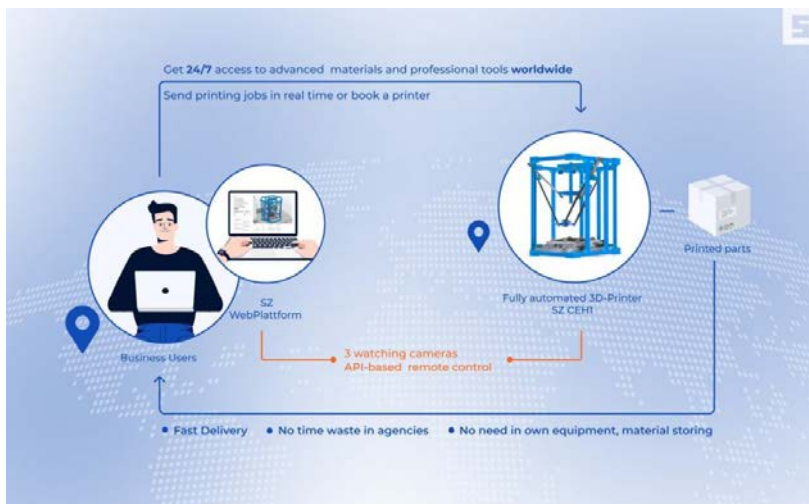 Get 24/7 access to advanced materials and professional tools worldwide
Send printing jobs in real time or book a printer
Printed parts
SZ
WebPlattform
Fully automated 3D-Printer
SZ CEH1
Business Users
3 watching cameras
API-based remote control
Fast Delivery
No time waste in agencies
No need in own equipment, material storing